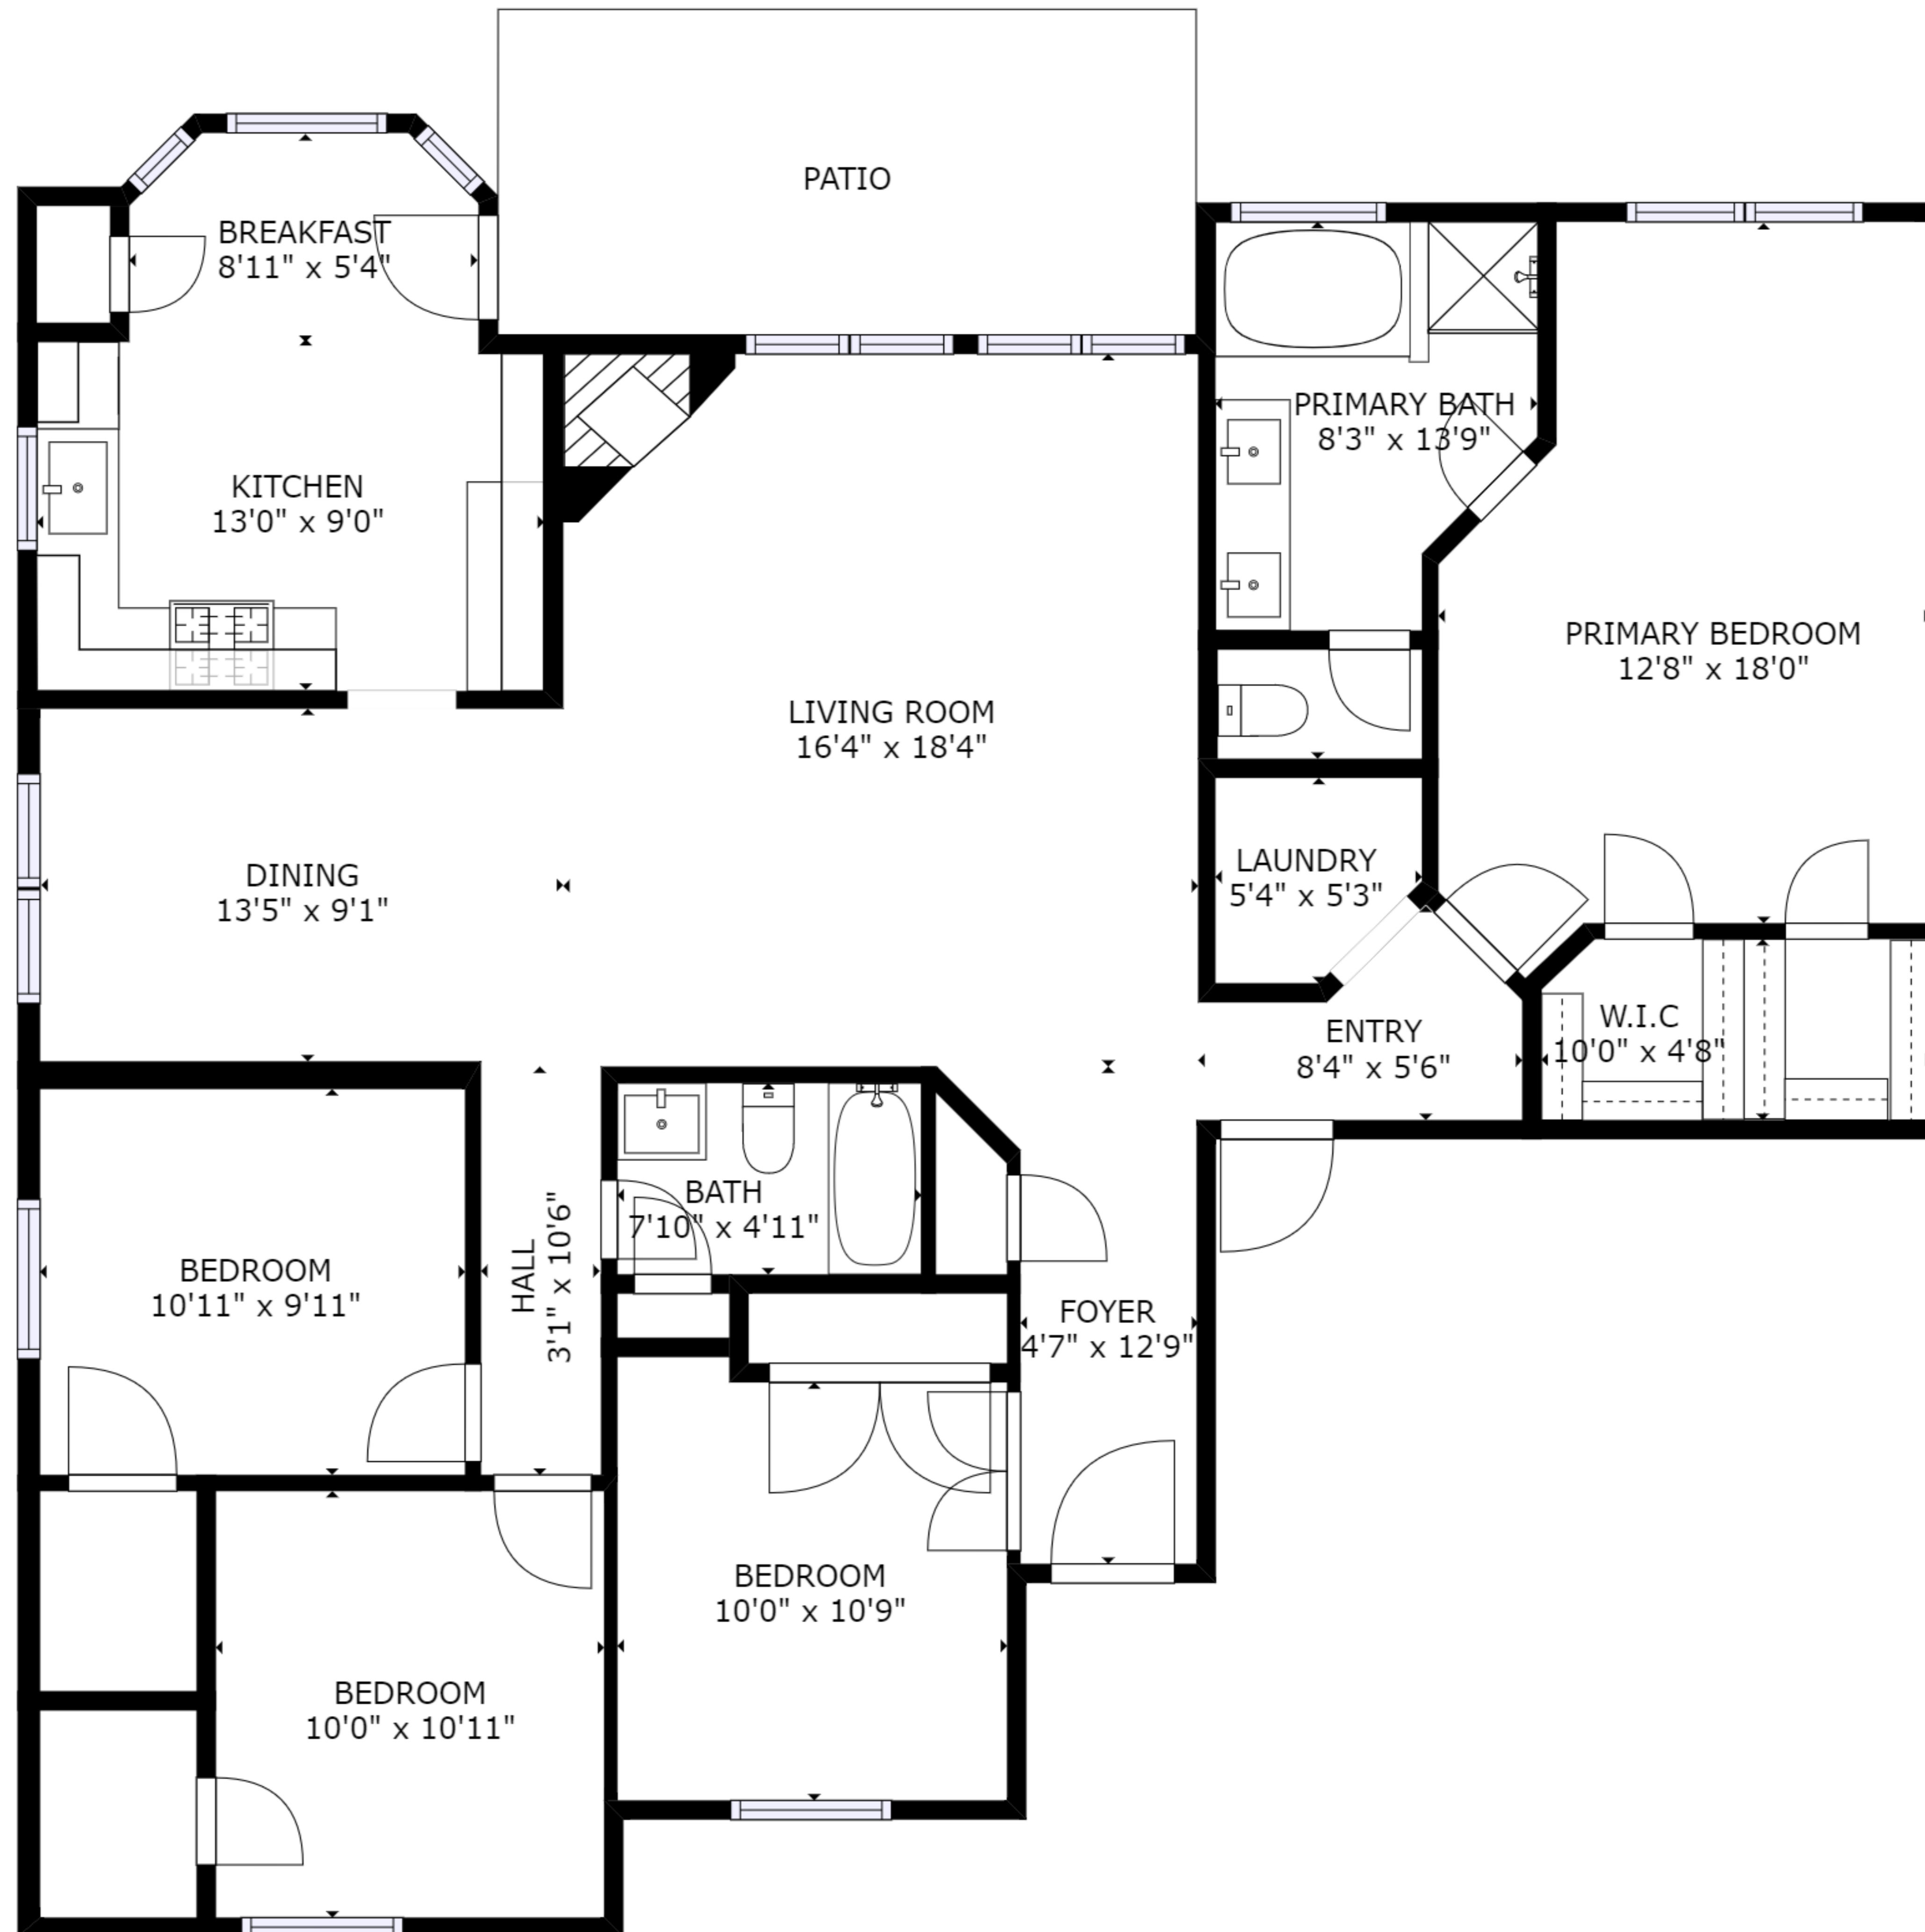 PATIO
BREAKFAST
8'11" x 5'4"
PRIMARY BATH
8'3" x 13'9"
KITCHEN
13'0" x 9'0"
PRIMARY BEDROOM
12'8" x 18'0"
LIVING ROOM
16'4" x 18'4"
LAUNDRY
5'4" x 5'3"
DINING
13'5" x 9'1"
W.I.C
10'0" x 4'8"
ENTRY
8'4" x 5'6"
BATH
7'10" x 4'11"
BEDROOM
10'11" x 9'11"
HALL
3'1" x 10'6"
FOYER
4'7" x 12'9"
BEDROOM
10'0" x 10'9"
BEDROOM
10'0" x 10'11"